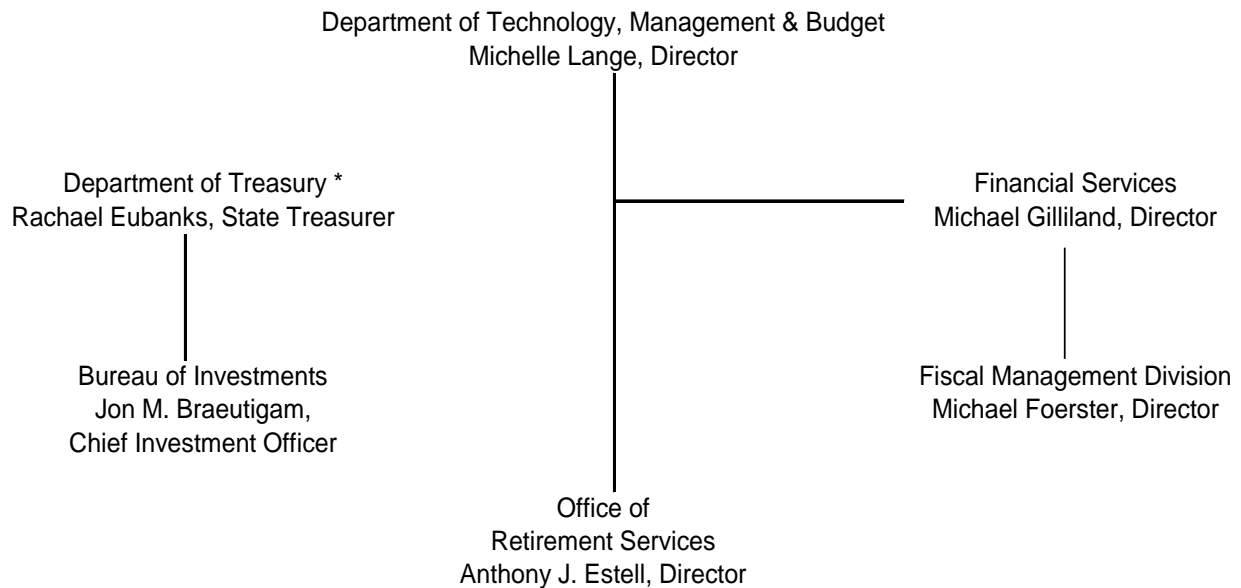 Department of Technology, Management & Budget
Michelle Lange, Director
Department of Treasury *
Rachael Eubanks, State Treasurer
Financial Services
Michael Gilliland, Director
Bureau of Investments
Jon M. Braeutigam,
Chief Investment Officer
Fiscal Management Division
Michael Foerster, Director
Office of
Retirement Services
Anthony J. Estell, Director